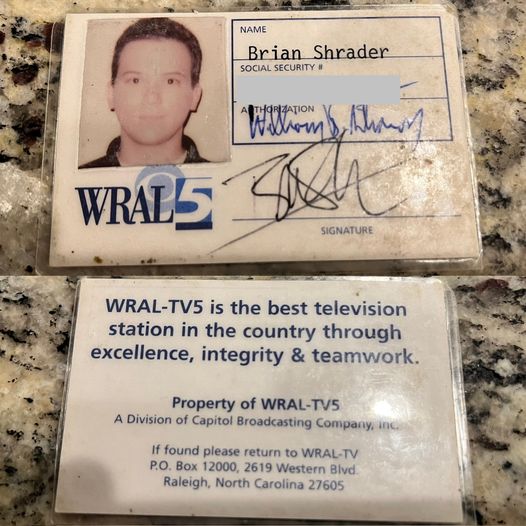 NAME
Brian Shrader
SOCIAL SECURITY #
AUTHORIZATION
WRAL 5
SIGNATURE
WRAL-TV5 is the best television
station in the country through
excellence, integrity & teamwork.
Property of WRAL-TV5
A Division of Capitol Broadcasting Company, Inc.
If found please return to WRAL-TV
P.O. Box 12000, 2619 Western Blvd.
Raleigh, North Carolina 27605